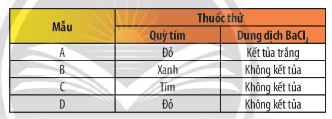 Mẫu Thuốc thử
Quỳ tím Dung dịch BaCl₂
A Đỏ Kết tủa trắng
B Xanh Không kết tủa
C Tím Không kết tủa
D Đỏ Không kết tủa